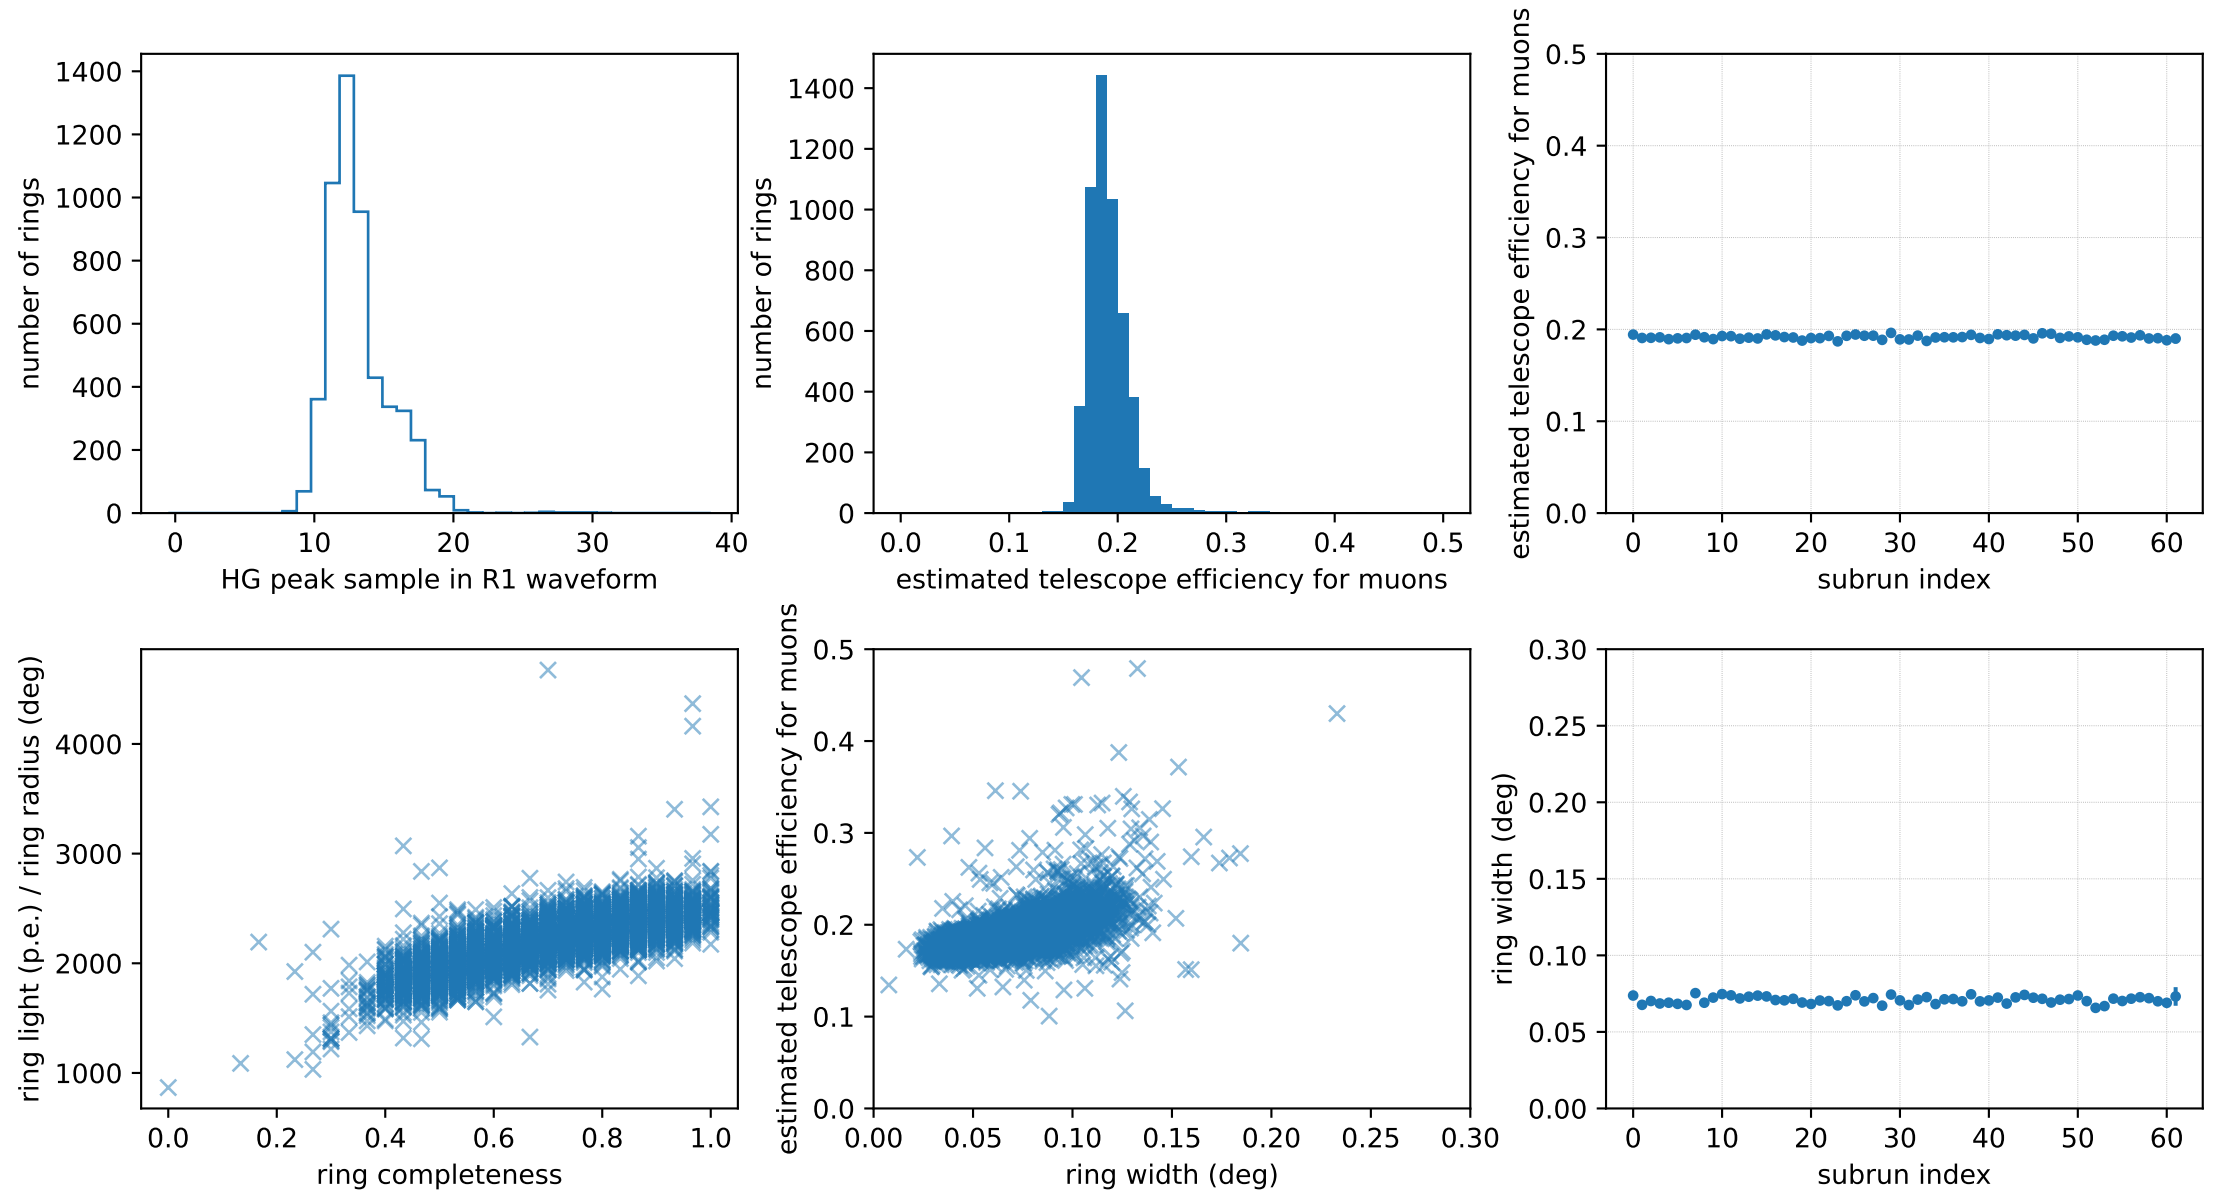 number of rings
1400
1200
1000
800
600
400
200
0
0 10 20 30 40
HG peak sample in R1 waveform
number of rings
1400
1200
1000
800
600
400
200
0
0.0 0.1 0.2 0.3 0.4 0.5
estimated telescope efficiency for muons
estimated telescope efficiency for muons
0.5
0.4
0.3
0.2
0.1
0.0
0 10 20 30 40 50 60
subrun index
ring light (p.e.) / ring radius (deg)
4000
3000
2000
1000
0.0 0.2 0.4 0.6 0.8 1.0
ring completeness
estimated telescope efficiency for muons
0.5
0.4
0.3
0.2
0.1
0.0
0.00 0.05 0.10 0.15 0.20 0.25 0.30
ring width (deg)
ring width (deg)
0.30
0.25
0.20
0.15
0.10
0.05
0.00
0 10 20 30 40 50 60
subrun index